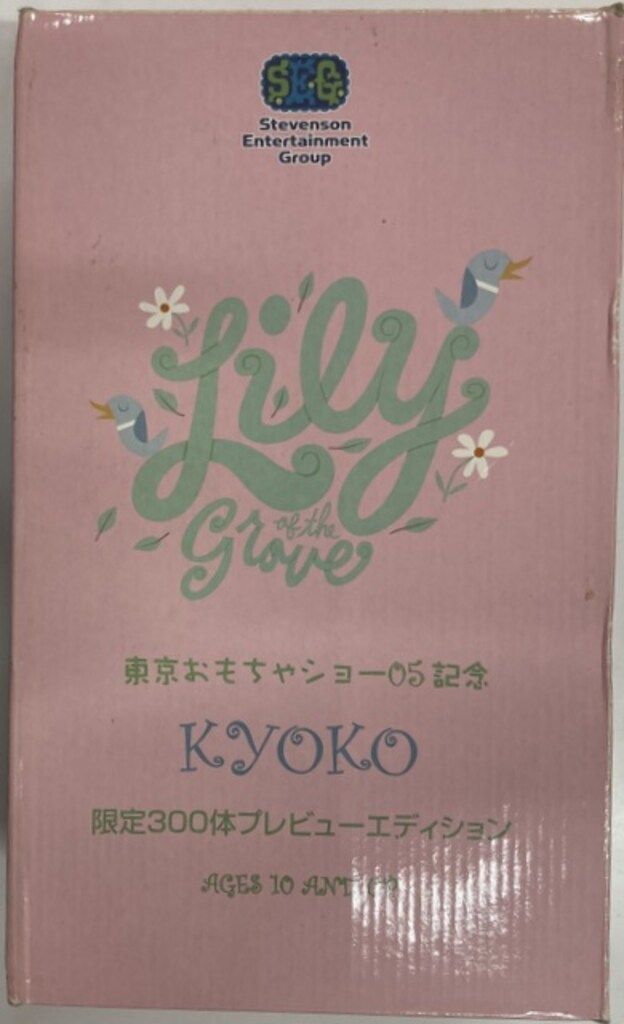 SEG
Stevenson
Entertainment
Group
Lily
of the
Grove
東京おもちゃショー05記念
KYOKO
限定300体プレビューエディション
AGES 10 AND UP